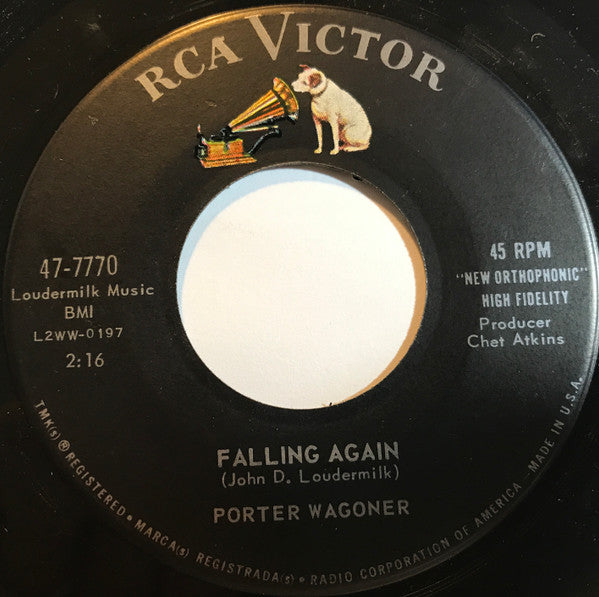 RCA VICTOR
47-7770
Loudermilk Music
BMI
L2WW-0197
2:16
45 RPM
"NEW ORTHOPHONIC"
HIGH FIDELITY
Producer
Chet Atkins
FALLING AGAIN
(John D. Loudermilk)
PORTER WAGONER
TMK(s) ® REGISTERED • MARCA(s) REGISTRADA(s) • RADIO CORPORATION OF AMERICA — MADE IN U.S.A.